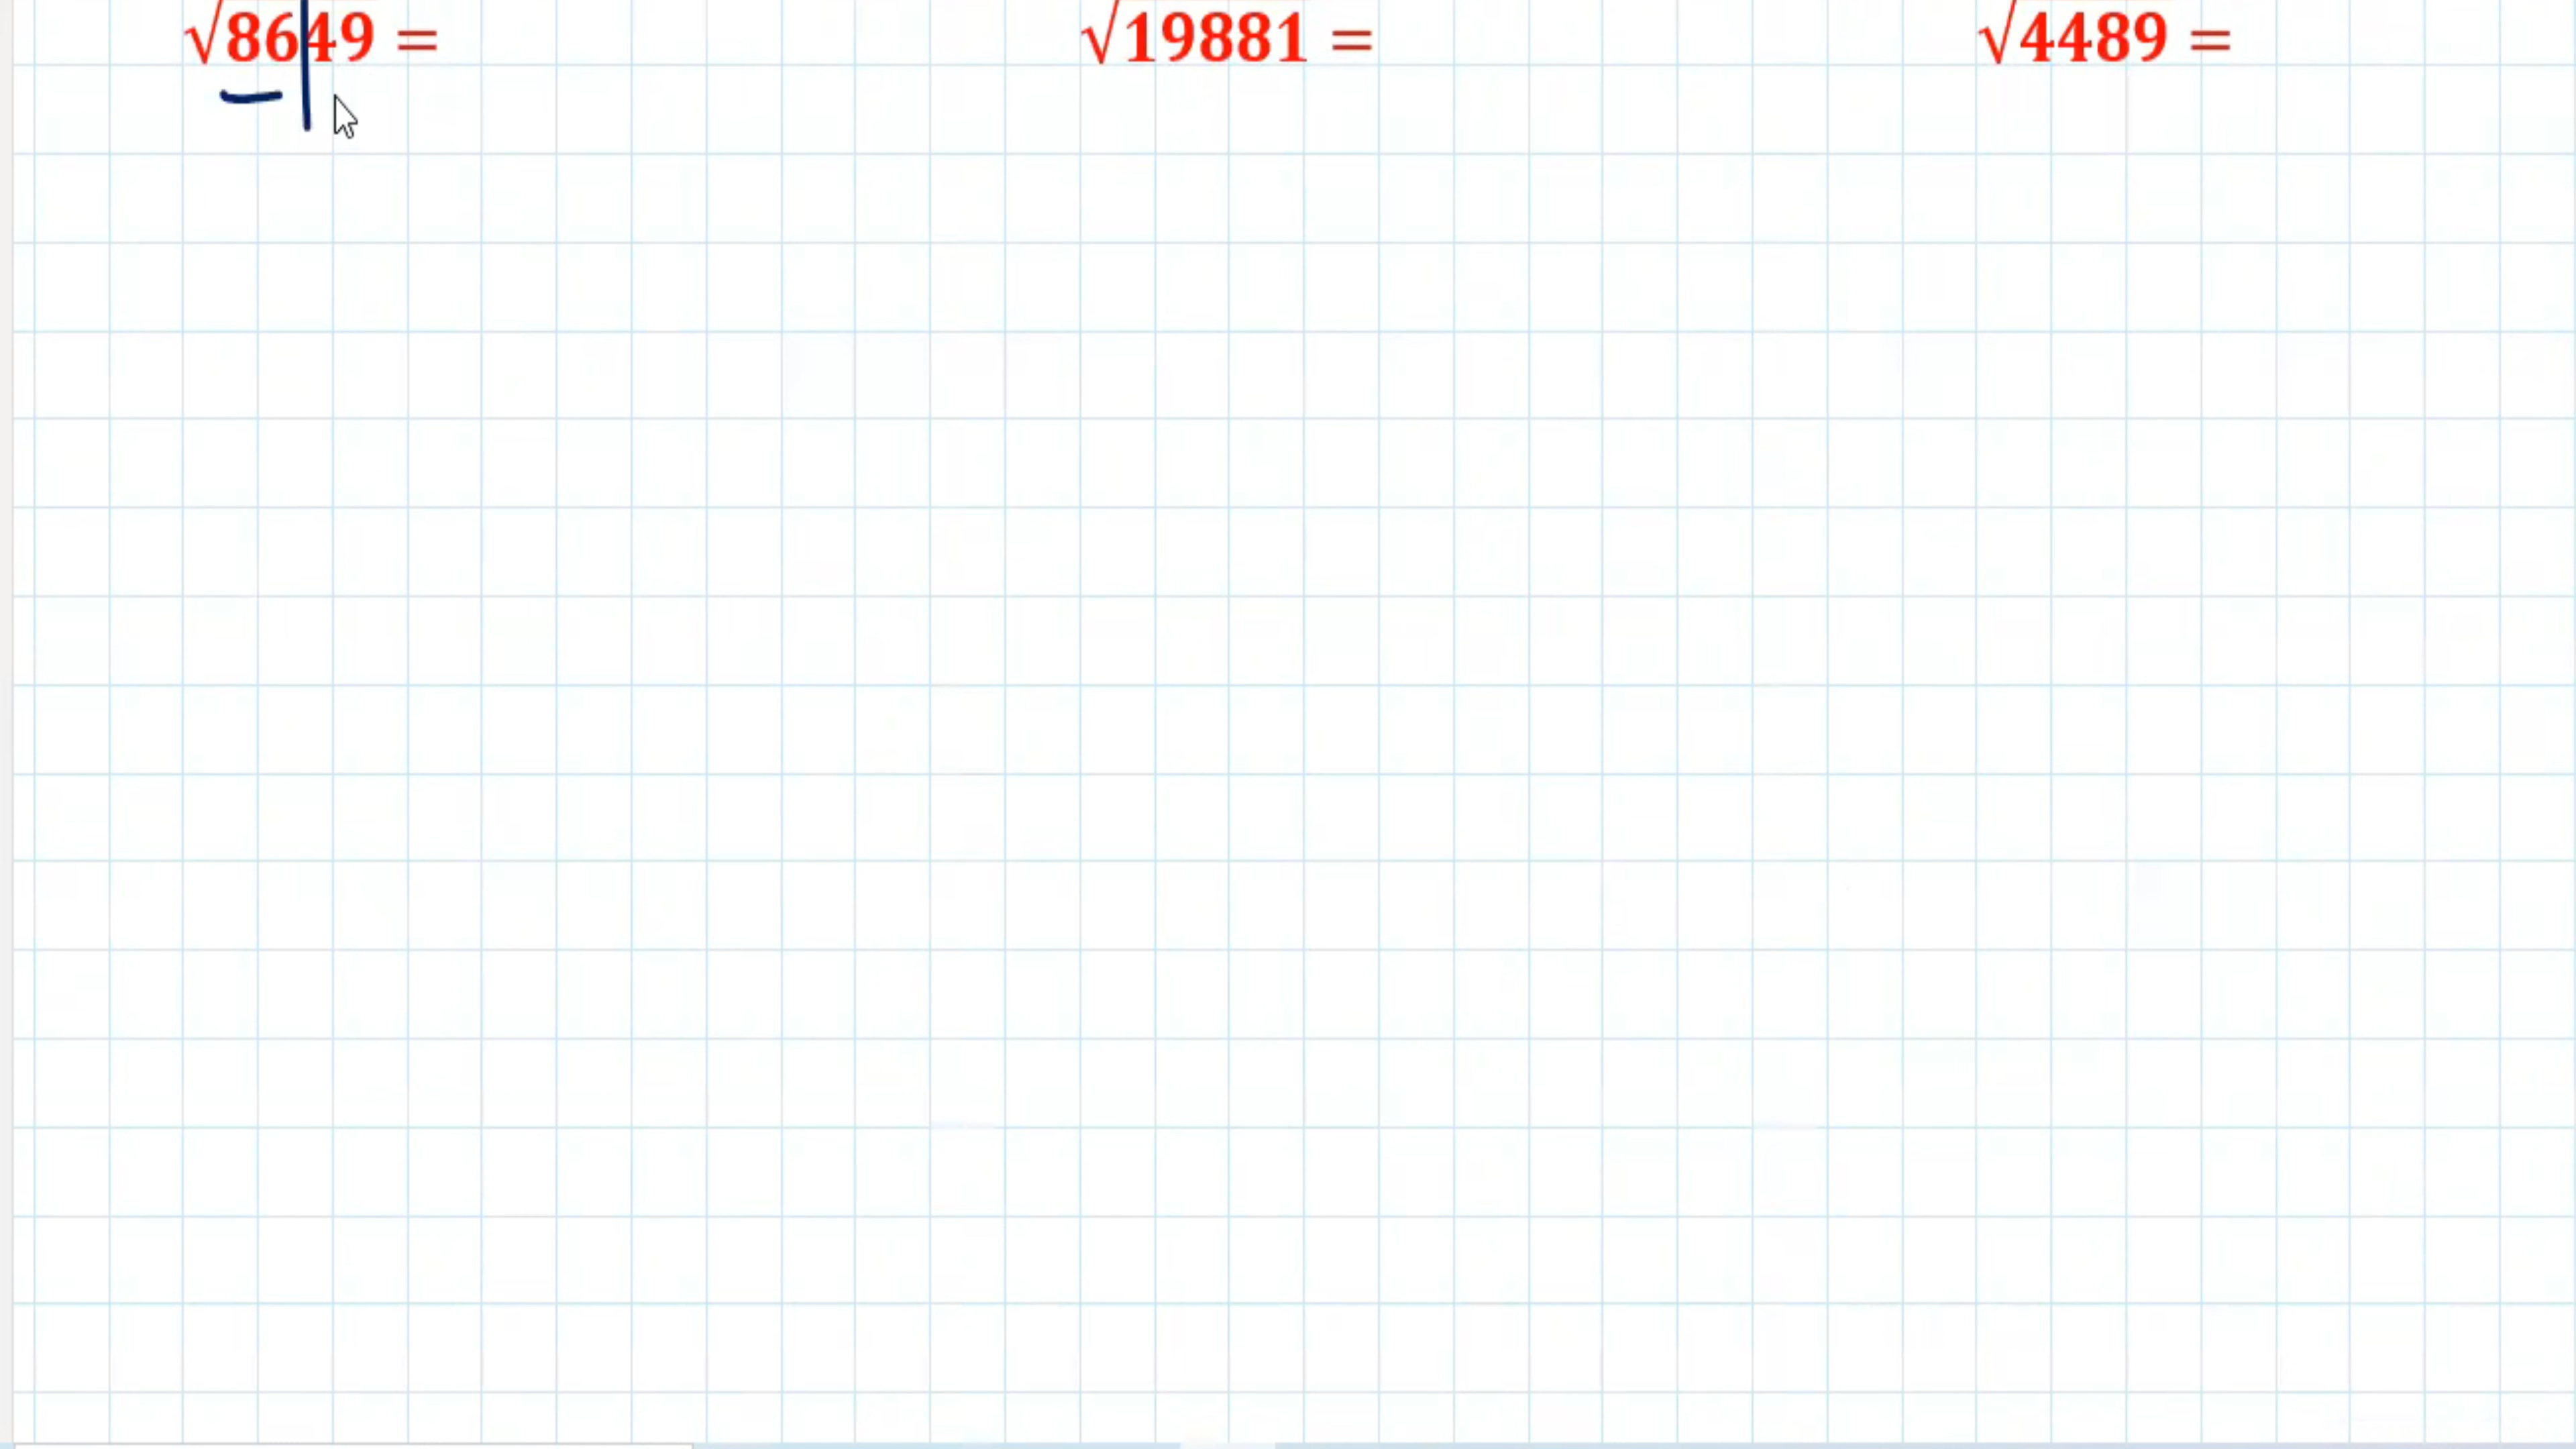 √8649 = √19881 = √4489 =